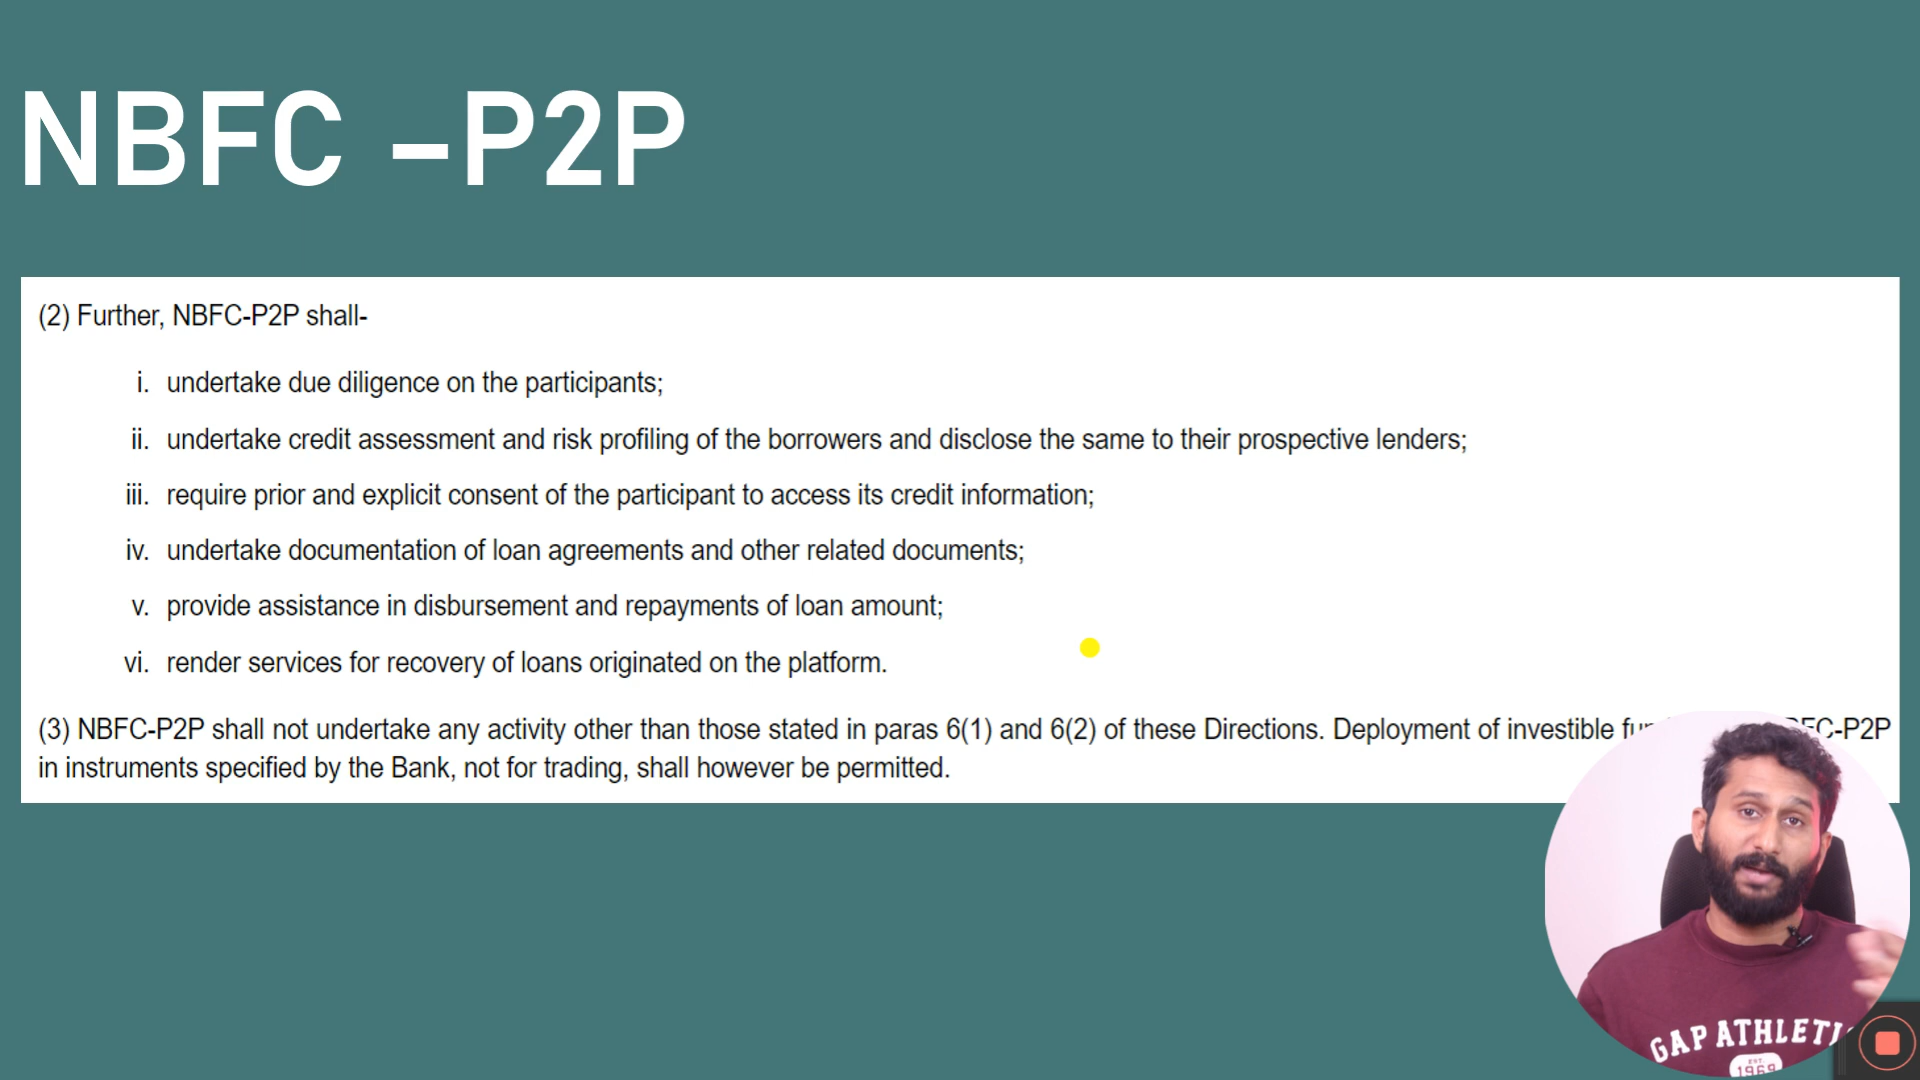 NBFC –P2P
(2) Further, NBFC-P2P shall-
i. undertake due diligence on the participants;
ii. undertake credit assessment and risk profiling of the borrowers and disclose the same to their prospective lenders;
iii. require prior and explicit consent of the participant to access its credit information;
iv. undertake documentation of loan agreements and other related documents;
v. provide assistance in disbursement and repayments of loan amount;
vi. render services for recovery of loans originated on the platform.
(3) NBFC-P2P shall not undertake any activity other than those stated in paras 6(1) and 6(2) of these Directions. Deployment of investible C-P2P
in instruments specified by the Bank, not for trading, shall however be permitted.
GAP ATHLETI
EST.
1969